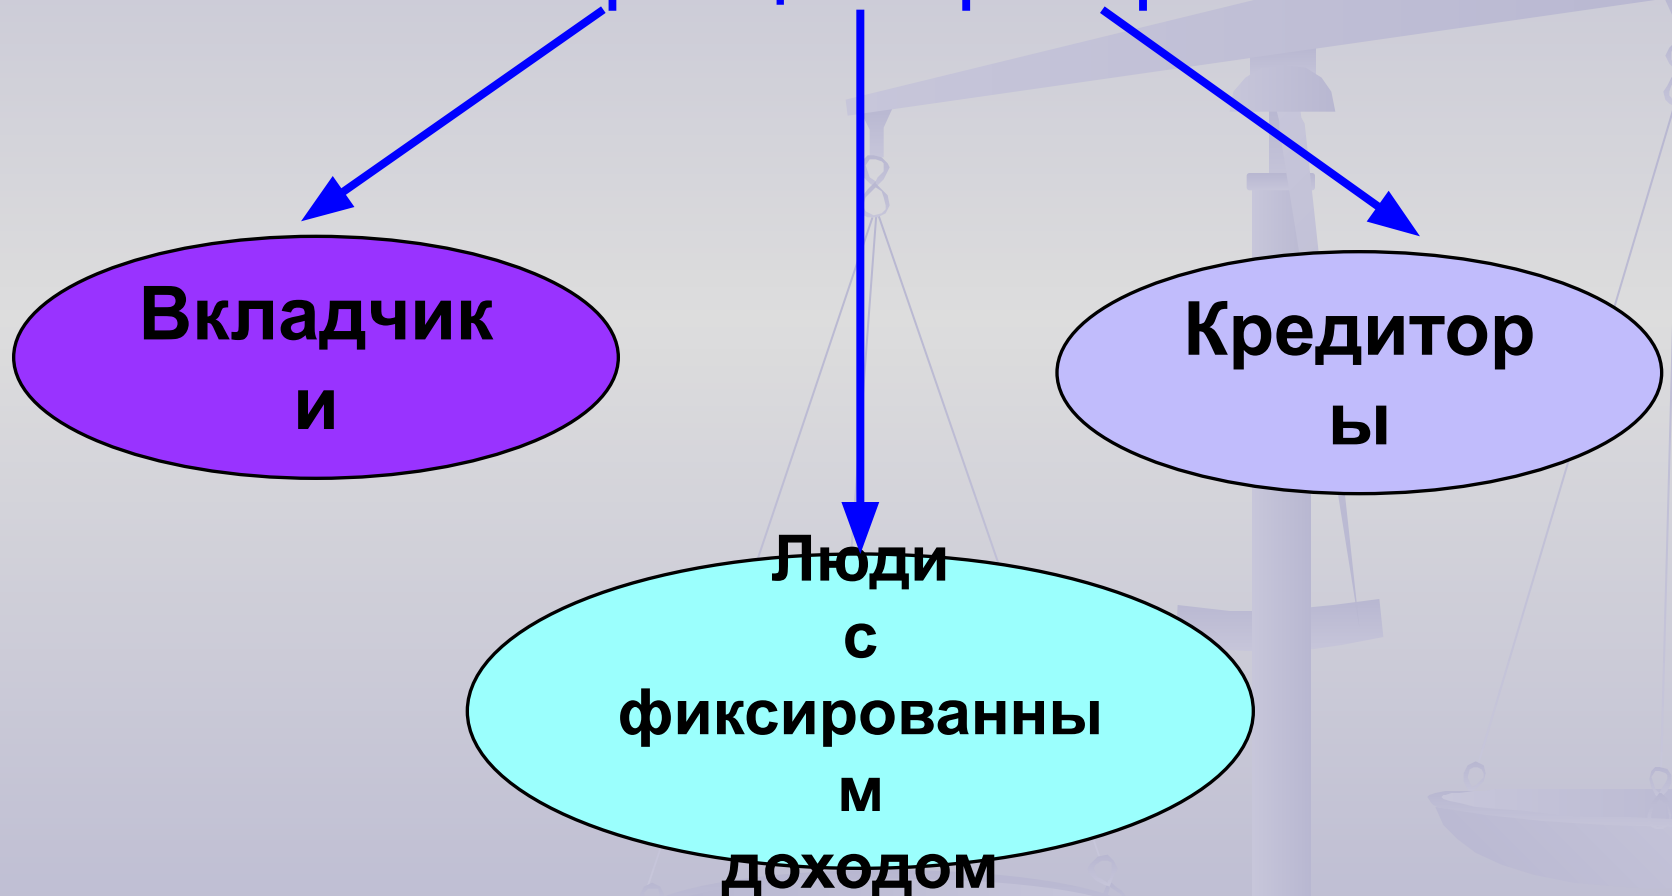 Вкладчик
и
Кредитор
ы
Люди
с
фиксированны
м
доходом